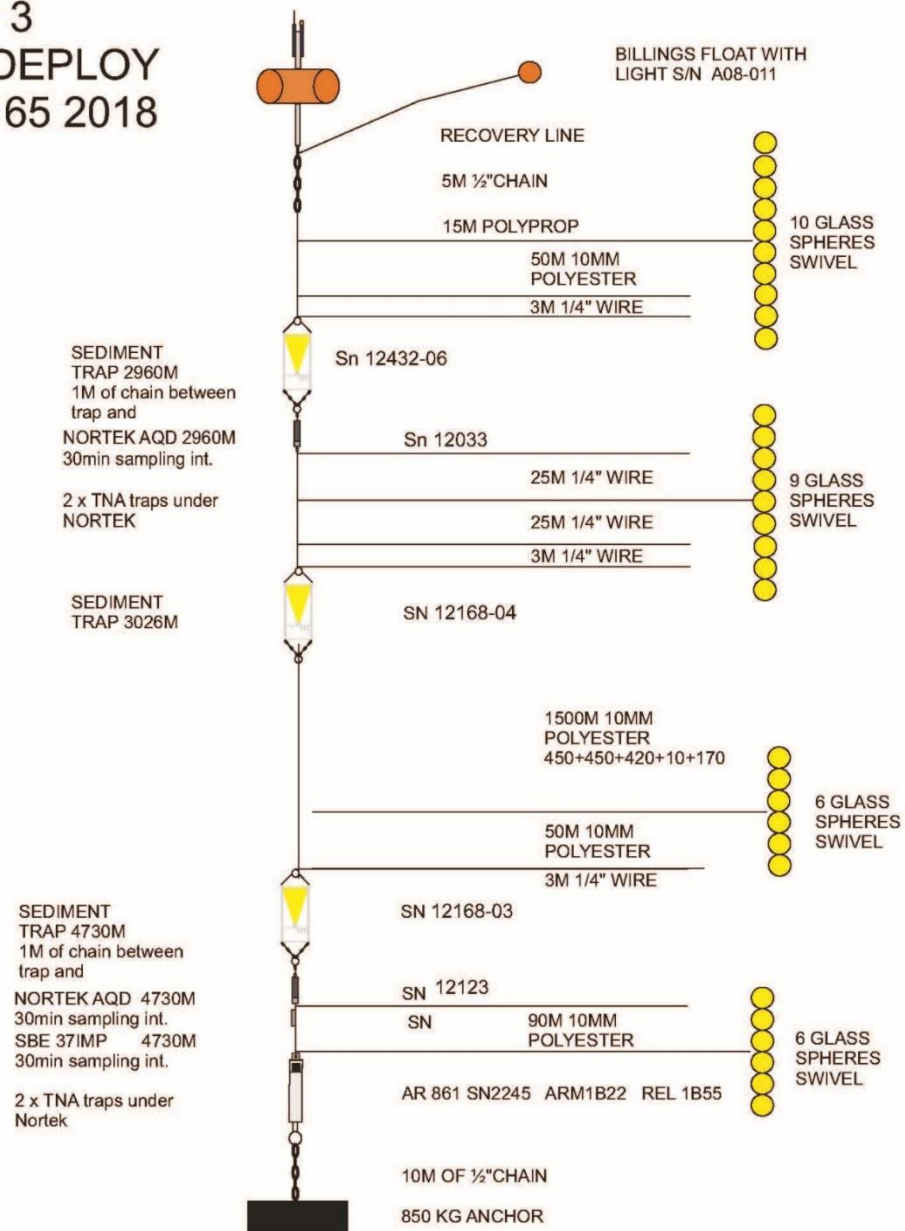 3
DEPLOY
65 2018
BILLINGS FLOAT WITH
LIGHT S/N A08-011
RECOVERY LINE
5M ½"CHAIN
15M POLYPROP
10 GLASS
SPHERES
SWIVEL
50M 10MM
POLYESTER
3M 1/4" WIRE
SEDIMENT
TRAP 2960M
1M of chain between
trap and
NORTEK AQD 2960M
30min sampling int.
2 x TNA traps under
NORTEK
Sn 12432-06
Sn 12033
25M 1/4" WIRE
9 GLASS
SPHERES
SWIVEL
25M 1/4" WIRE
3M 1/4" WIRE
SEDIMENT
TRAP 3026M
SN 12168-04
1500M 10MM
POLYESTER
450+450+420+10+170
6 GLASS
SPHERES
SWIVEL
50M 10MM
POLYESTER
3M 1/4" WIRE
SEDIMENT
TRAP 4730M
1M of chain between
trap and
NORTEK AQD 4730M
30min sampling int.
SBE 37IMP 4730M
30min sampling int.
2 x TNA traps under
Nortek
SN 12168-03
SN 12123
SN
90M 10MM
POLYESTER
6 GLASS
SPHERES
SWIVEL
AR 861 SN2245 ARM1B22 REL 1B55
10M OF ½"CHAIN
850 KG ANCHOR